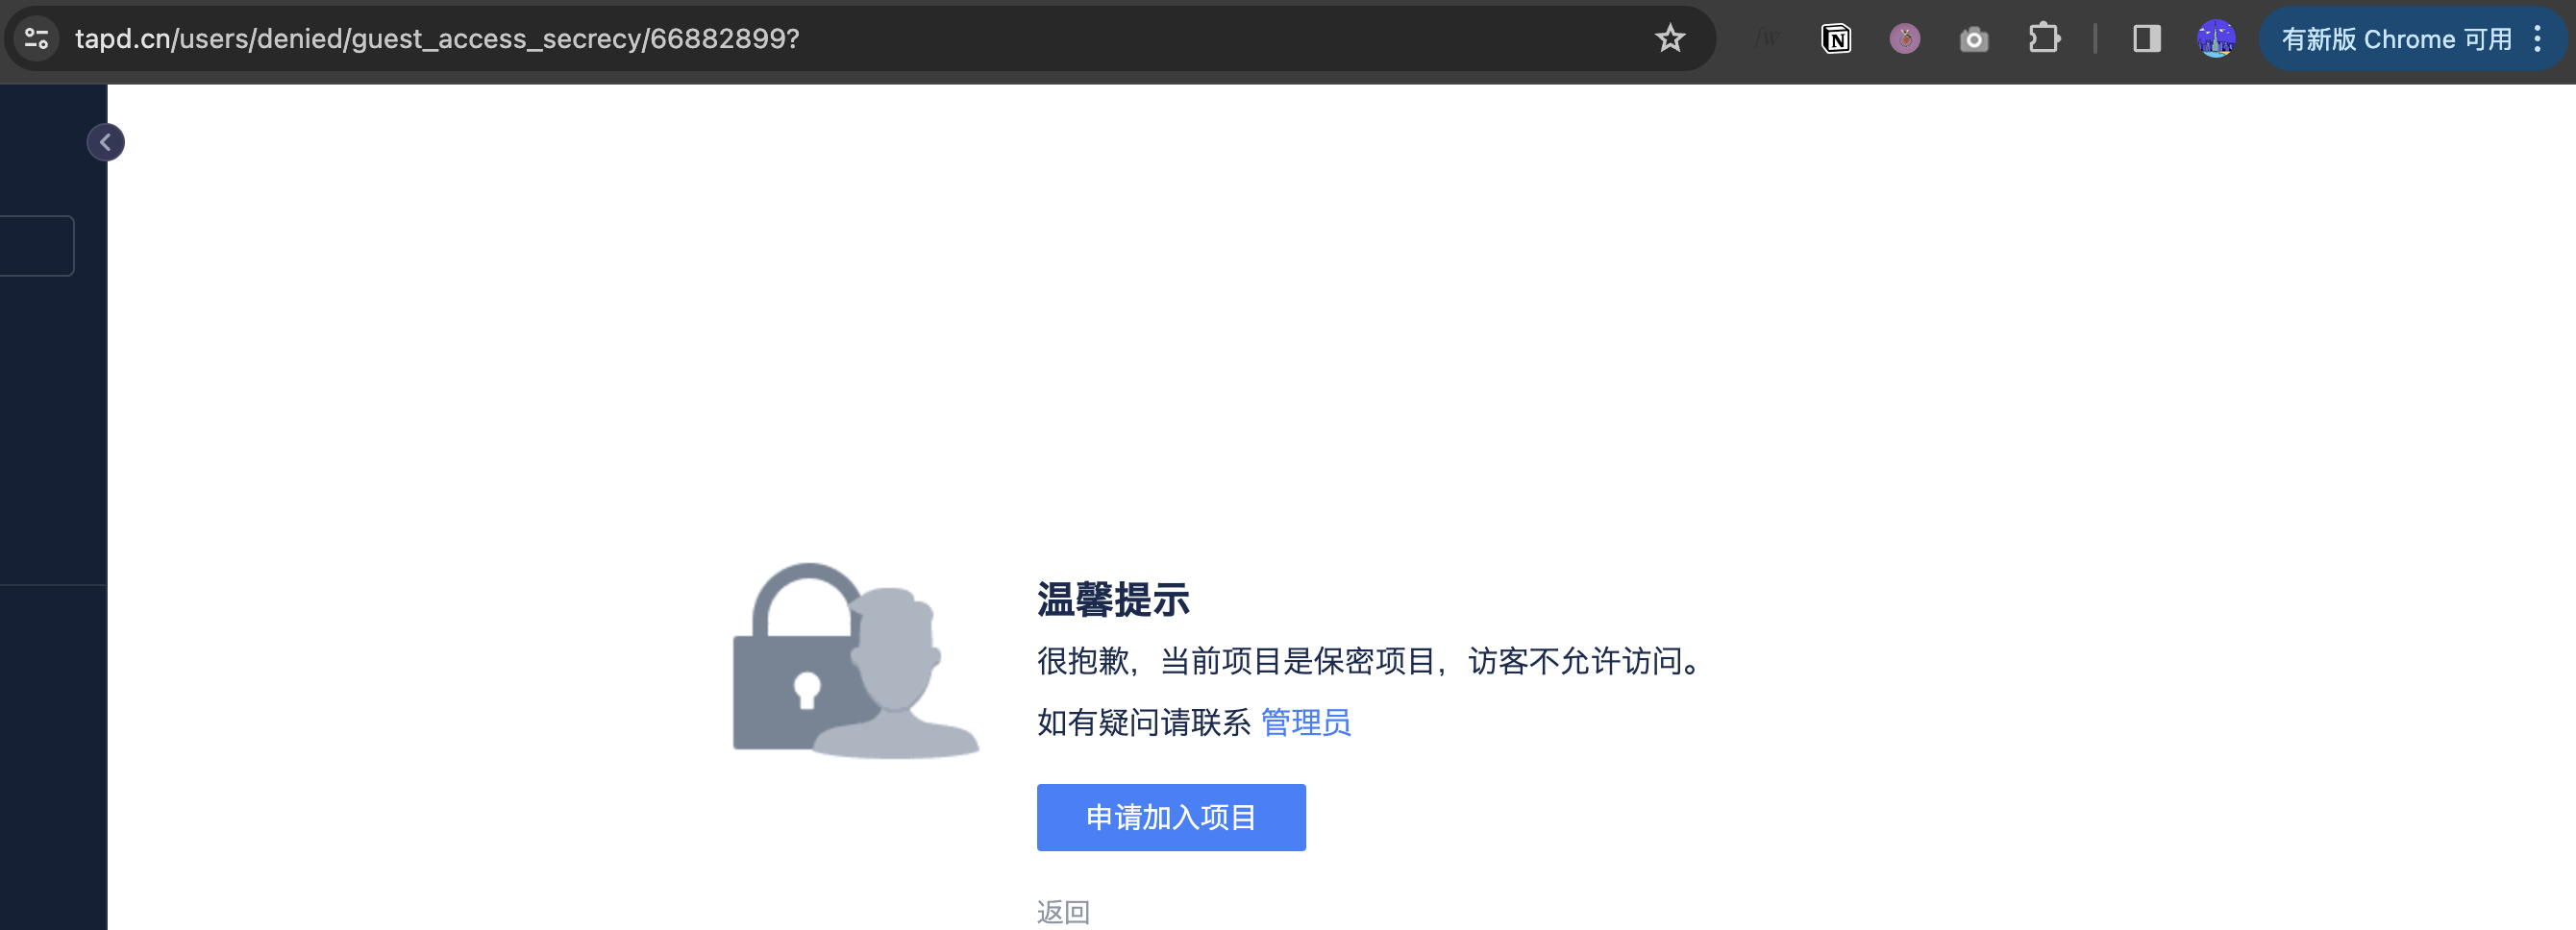 tapd.cn/users/denied/guest_access_secrecy/66882899?
有新版 Chrome 可用
温馨提示
很抱歉，当前项目是保密项目，访客不允许访问。
如有疑问请联系 管理员
申请加入项目
返回